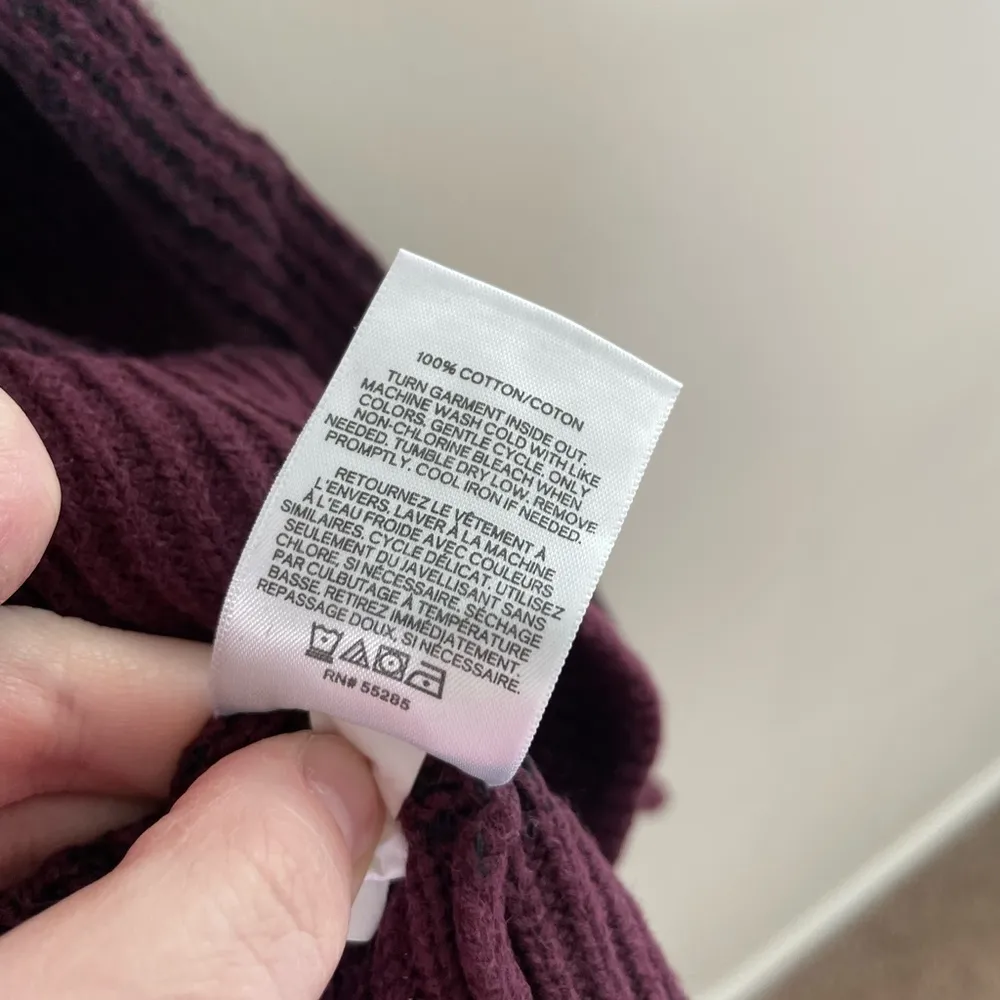 100% COTTON/COTON
TURN GARMENT INSIDE OUT.
MACHINE WASH COLD WITH LIKE
COLORS. GENTLE CYCLE. ONLY
NON-CHLORINE BLEACH WHEN
NEEDED. TUMBLE DRY LOW. REMOVE
PROMPTLY. COOL IRON IF NEEDED.
RETOURNEZ LE VÊTEMENT À
L'ENVERS. LAVER À LA MACHINE
À L'EAU FROIDE AVEC COULEURS
SIMILAIRES. CYCLE DÉLICAT. UTILISEZ
SEULEMENT DU JAVELLISANT SANS
CHLORE, SI NÉCESSAIRE. SÉCHAGE
PAR CULBUTAGE À TEMPÉRATURE
BASSE. RETIREZ IMMÉDIATEMENT.
REPASSAGE DOUX, SI NÉCESSAIRE.
RN# 55285